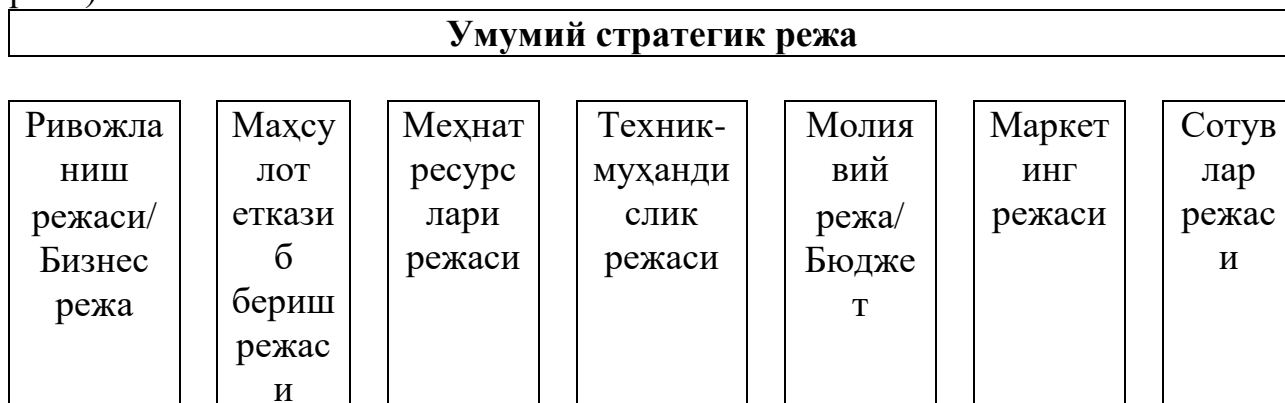 Умумий стратегик режа
Ривожла
ниш
режаси/
Бизнес
режа
Маҳсу
лот
еткази
б
бериш
режас
и
Меҳнат
ресурс
лари
режаси
Техник-
муҳанди
слик
режаси
Молия
вий
режа/
Бюдже
т
Маркет
инг
режаси
Сотув
лар
режас
и